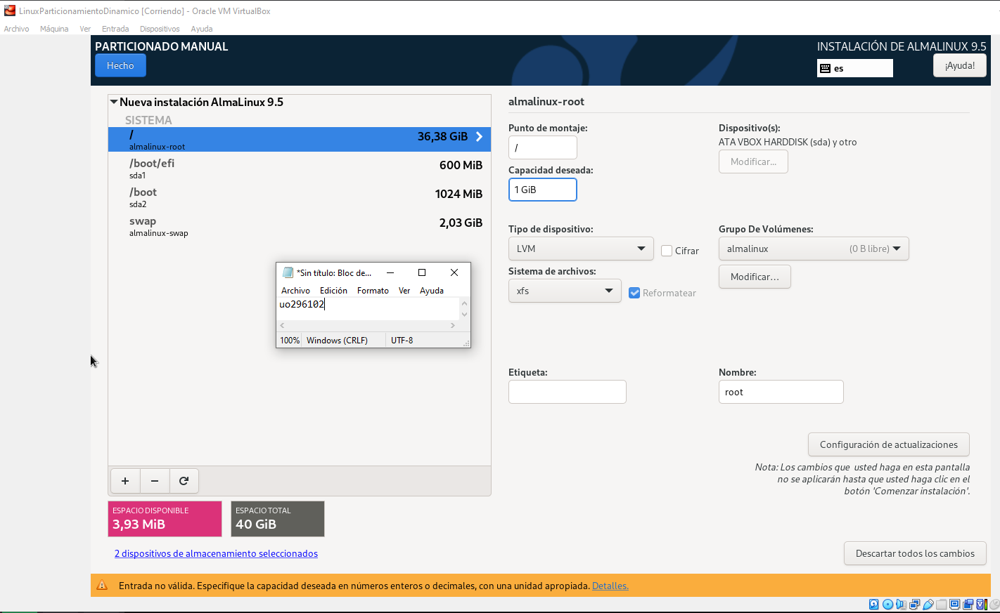 LinuxParticionamientoDinamico [Corriendo] - Oracle VM VirtualBox
Archivo Máquina Ver Entrada Dispositivos Ayuda
PARTICIONADO MANUAL
INSTALACIÓN DE ALMALINUX 9.5
Hecho
es
¡Ayuda!
Nueva instalación AlmaLinux 9.5
SISTEMA
/
36,38 GiB
almalinux-root
/boot/efi
600 MiB
sda1
/boot
1024 MiB
sda2
swap
2,03 GiB
almalinux-swap
*Sin título: Bloc de...
Archivo Edición Formato Ver Ayuda
uo296102
100% Windows (CRLF) UTF-8
+ −
ESPACIO DISPONIBLE
3,93 MiB
ESPACIO TOTAL
40 GiB
2 dispositivos de almacenamiento seleccionados
almalinux-root
Punto de montaje:
/
Capacidad deseada:
1 GiB
Dispositivo(s):
ATA VBOX HARDDISK (sda) y otro
Modificar...
Tipo de dispositivo:
LVM
Cifrar
Sistema de archivos:
xfs
Reformatear
Grupo De Volúmenes:
almalinux (0 B libre)
Modificar...
Etiqueta:
Nombre:
root
Configuración de actualizaciones
Nota: Los cambios que usted haga en esta pantalla
no se aplicarán hasta que usted haga clic en el
botón 'Comenzar instalación'.
Descartar todos los cambios
Entrada no válida. Especifique la capacidad deseada en números enteros o decimales, con una unidad apropiada. Detalles.